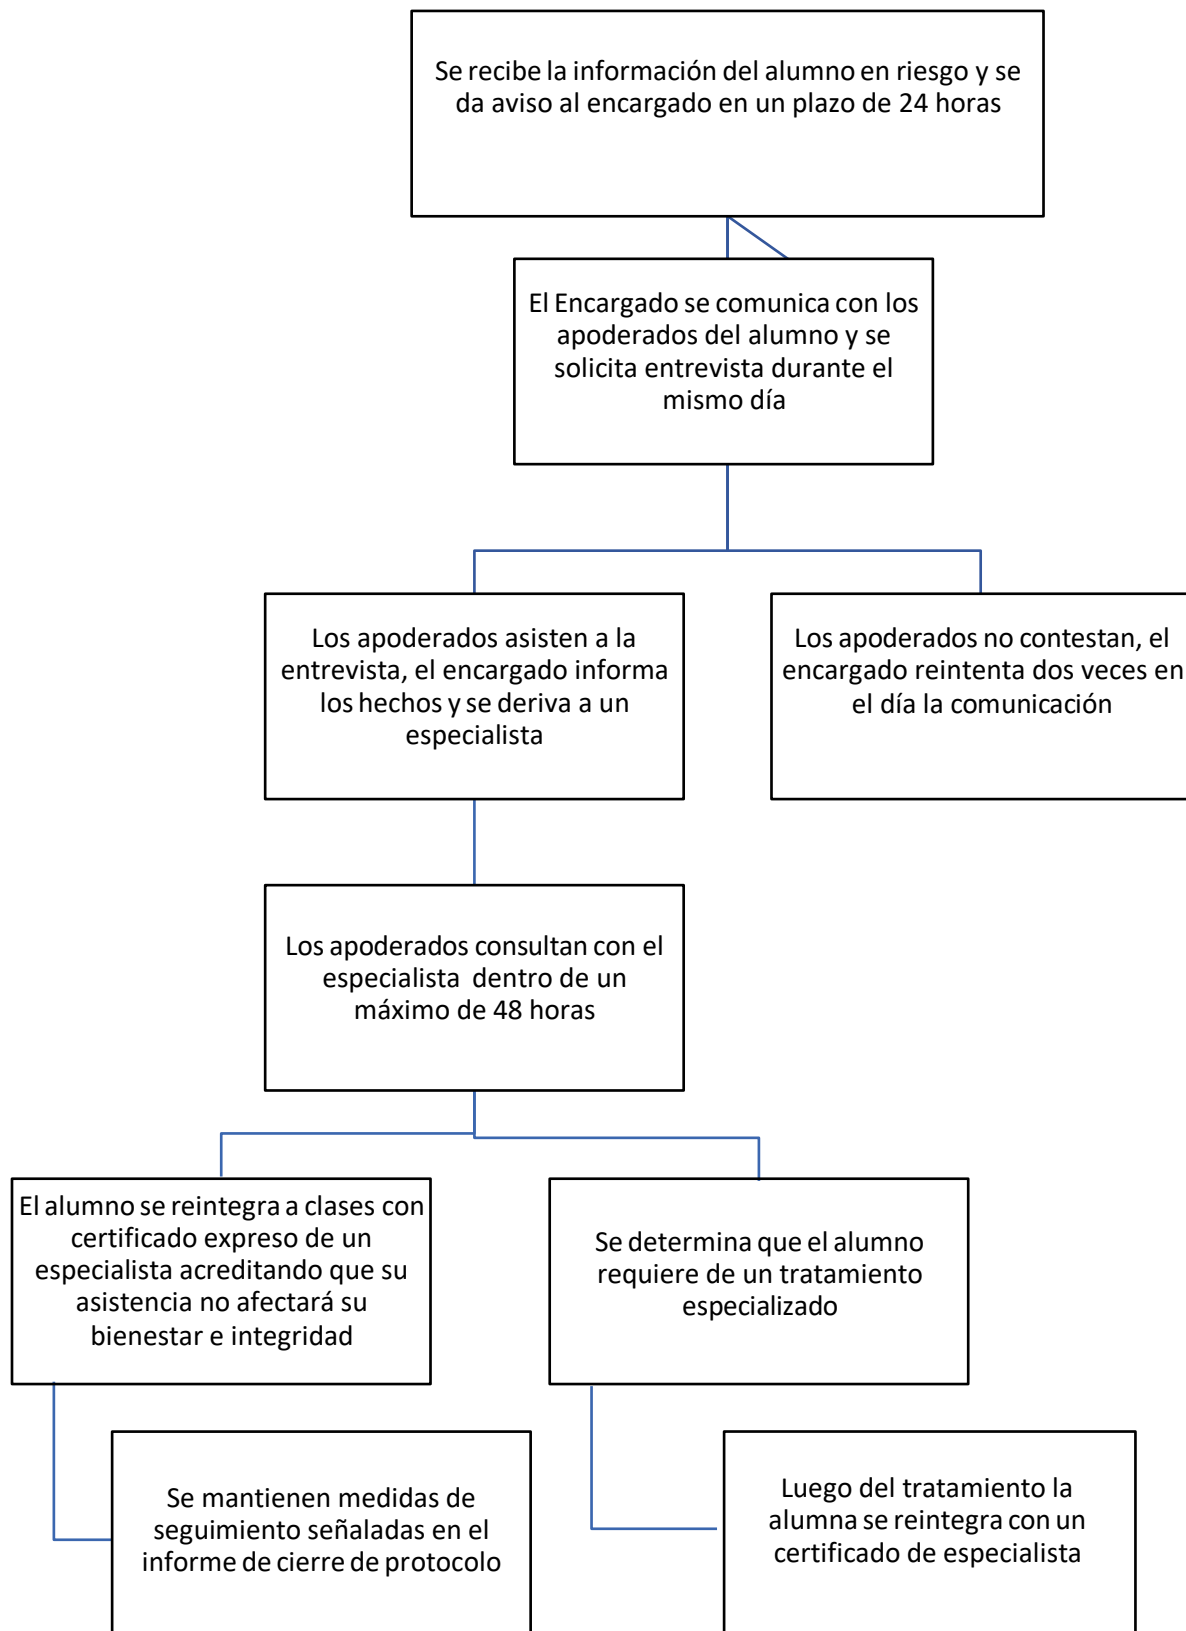 Se recibe la información del alumno en riesgo y se
da aviso al encargado en un plazo de 24 horas
El Encargado se comunica con los
apoderados del alumno y se
solicita entrevista durante el
mismo día
Los apoderados asisten a la
entrevista, el encargado informa
los hechos y se deriva a un
especialista
Los apoderados no contestan, el
encargado reintenta dos veces en
el día la comunicación
Los apoderados consultan con el
especialista dentro de un
máximo de 48 horas
El alumno se reintegra a clases con
certificado expreso de un
especialista acreditando que su
asistencia no afectará su
bienestar e integridad
Se determina que el alumno
requiere de un tratamiento
especializado
Se mantienen medidas de
seguimiento señaladas en el
informe de cierre de protocolo
Luego del tratamiento la
alumna se reintegra con un
certificado de especialista